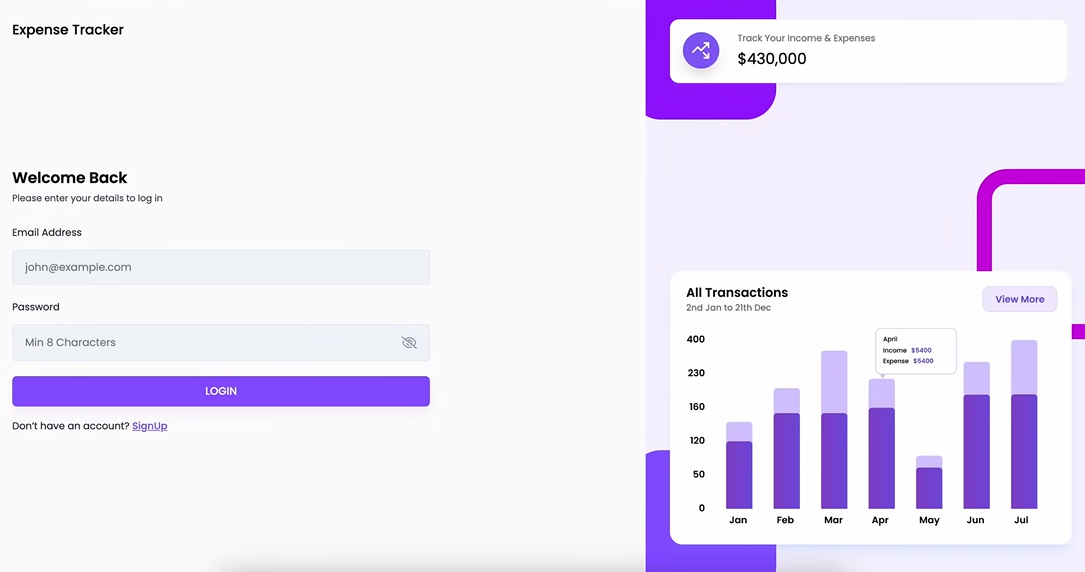 Expense Tracker
Welcome Back
Please enter your details to log in
Email Address
john@example.com
Password
Min 8 Characters
LOGIN
Don't have an account? SignUp
Track Your Income & Expenses
$430,000
All Transactions
2nd Jan to 21th Dec
View More
400
230
160
120
50
0
April
Income $5400
Expense $5400
Jan Feb Mar Apr May Jun Jul